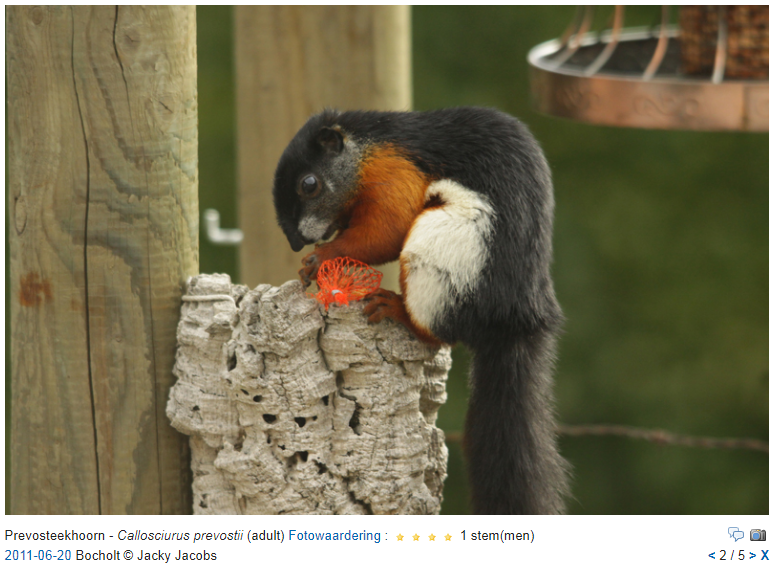 Prevosteekhoorn - Callosciurus prevostii (adult) Fotowaardering : 1 stem(men)
2011-06-20 Bocholt © Jacky Jacobs < 2 / 5 > X